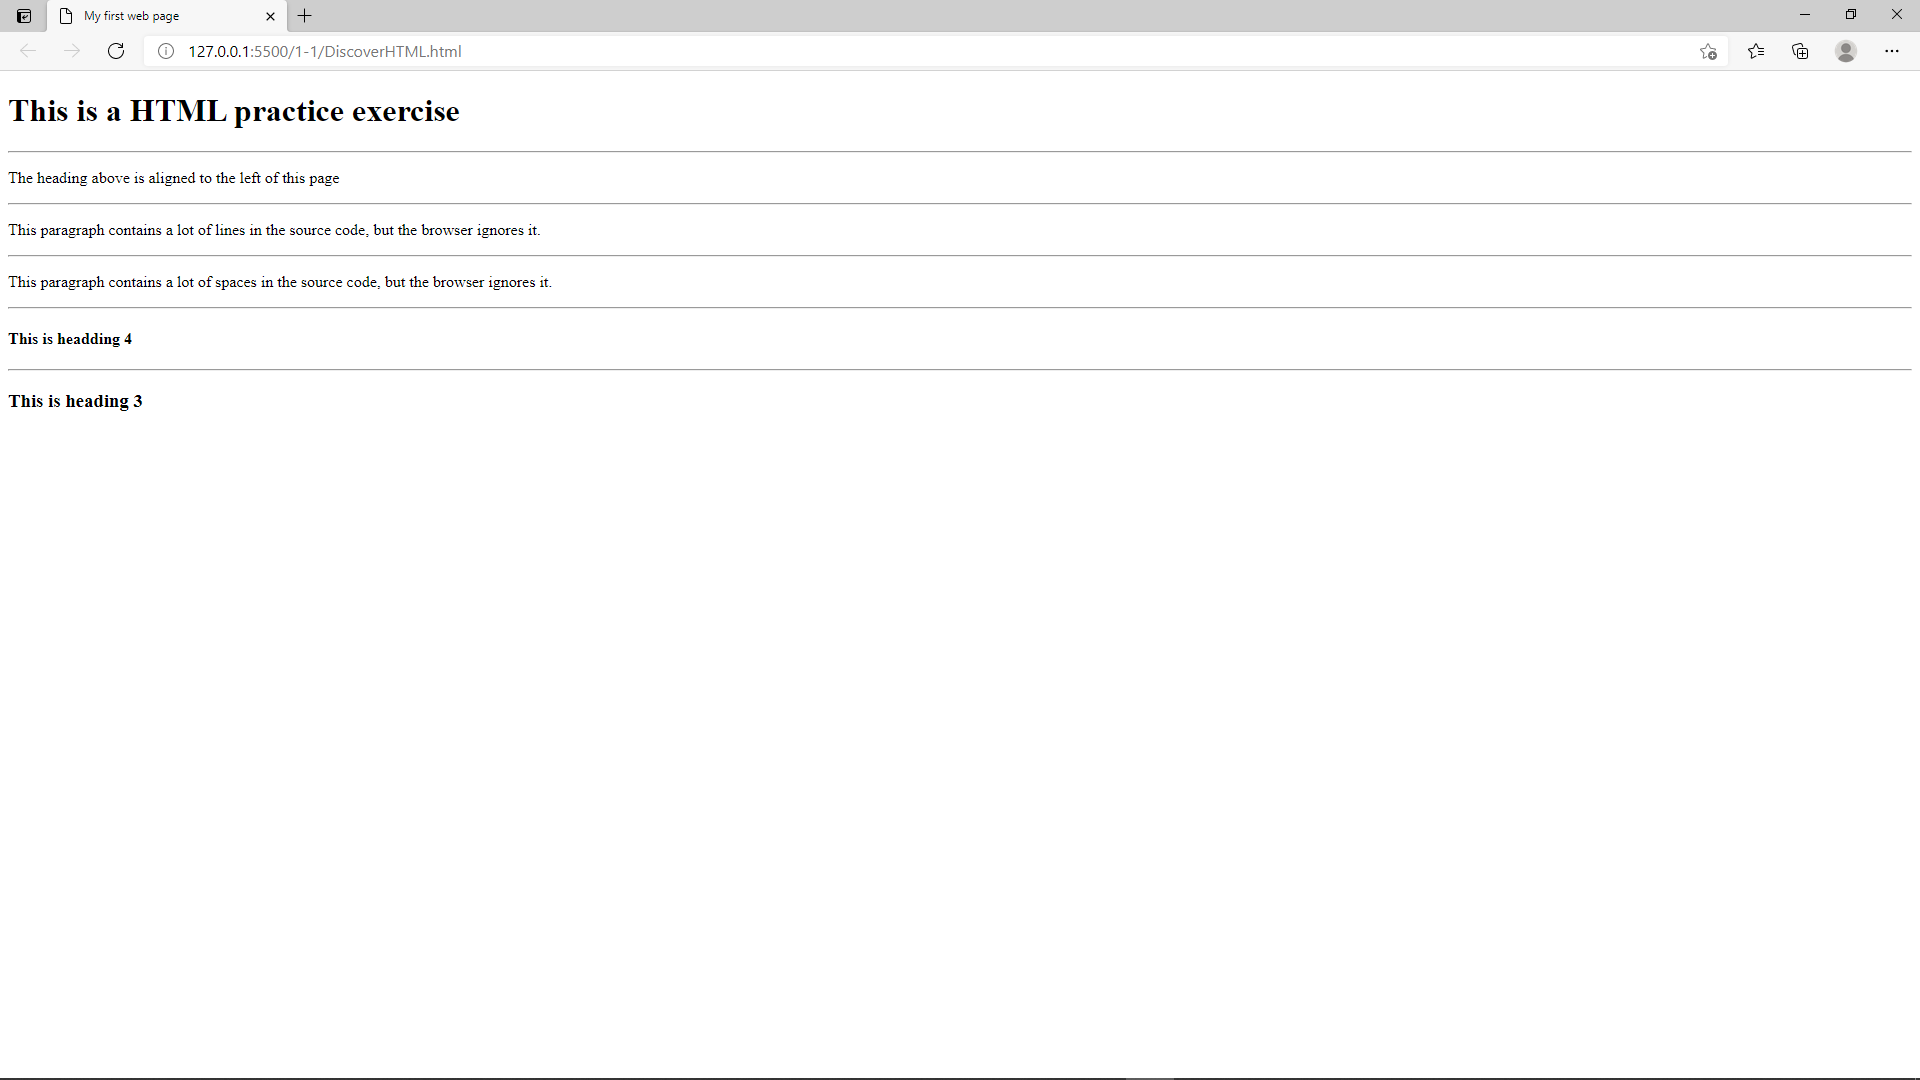 My first web page
127.0.0.1:5500/1-1/DiscoverHTML.html
This is a HTML practice exercise
The heading above is aligned to the left of this page
This paragraph contains a lot of lines in the source code, but the browser ignores it.
This paragraph contains a lot of spaces in the source code, but the browser ignores it.
This is headding 4
This is heading 3